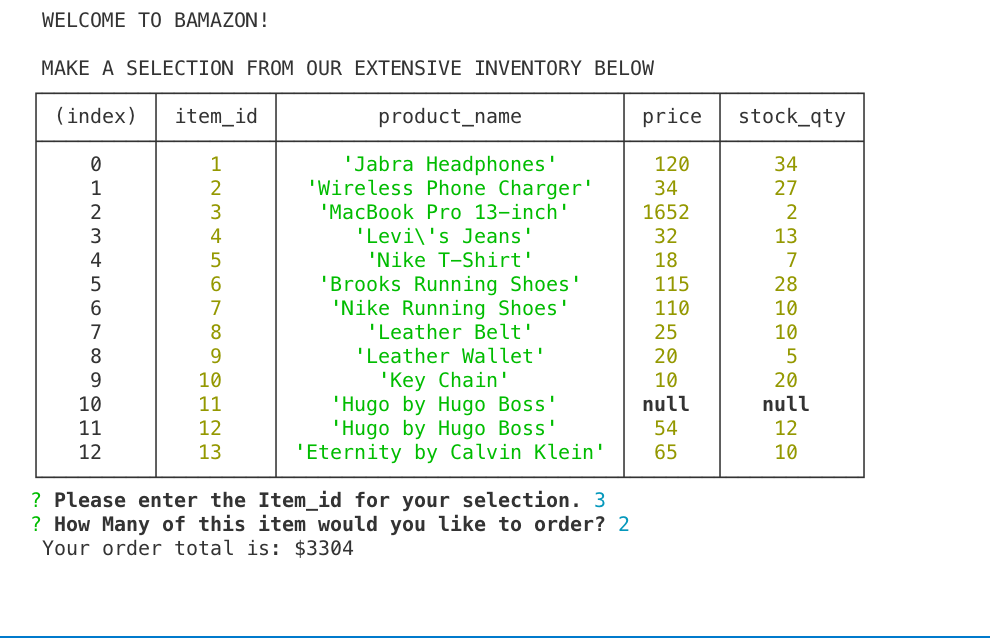 WELCOME TO BAMAZON!
MAKE A SELECTION FROM OUR EXTENSIVE INVENTORY BELOW
(index) item_id product_name price stock_qty
0 1 'Jabra Headphones' 120 34
1 2 'Wireless Phone Charger' 34 27
2 3 'MacBook Pro 13-inch' 1652 2
3 4 'Levi\'s Jeans' 32 13
4 5 'Nike T-Shirt' 18 7
5 6 'Brooks Running Shoes' 115 28
6 7 'Nike Running Shoes' 110 10
7 8 'Leather Belt' 25 10
8 9 'Leather Wallet' 20 5
9 10 'Key Chain' 10 20
10 11 'Hugo by Hugo Boss' null null
11 12 'Hugo by Hugo Boss' 54 12
12 13 'Eternity by Calvin Klein' 65 10
? Please enter the Item_id for your selection. 3
? How Many of this item would you like to order? 2
Your order total is: $3304